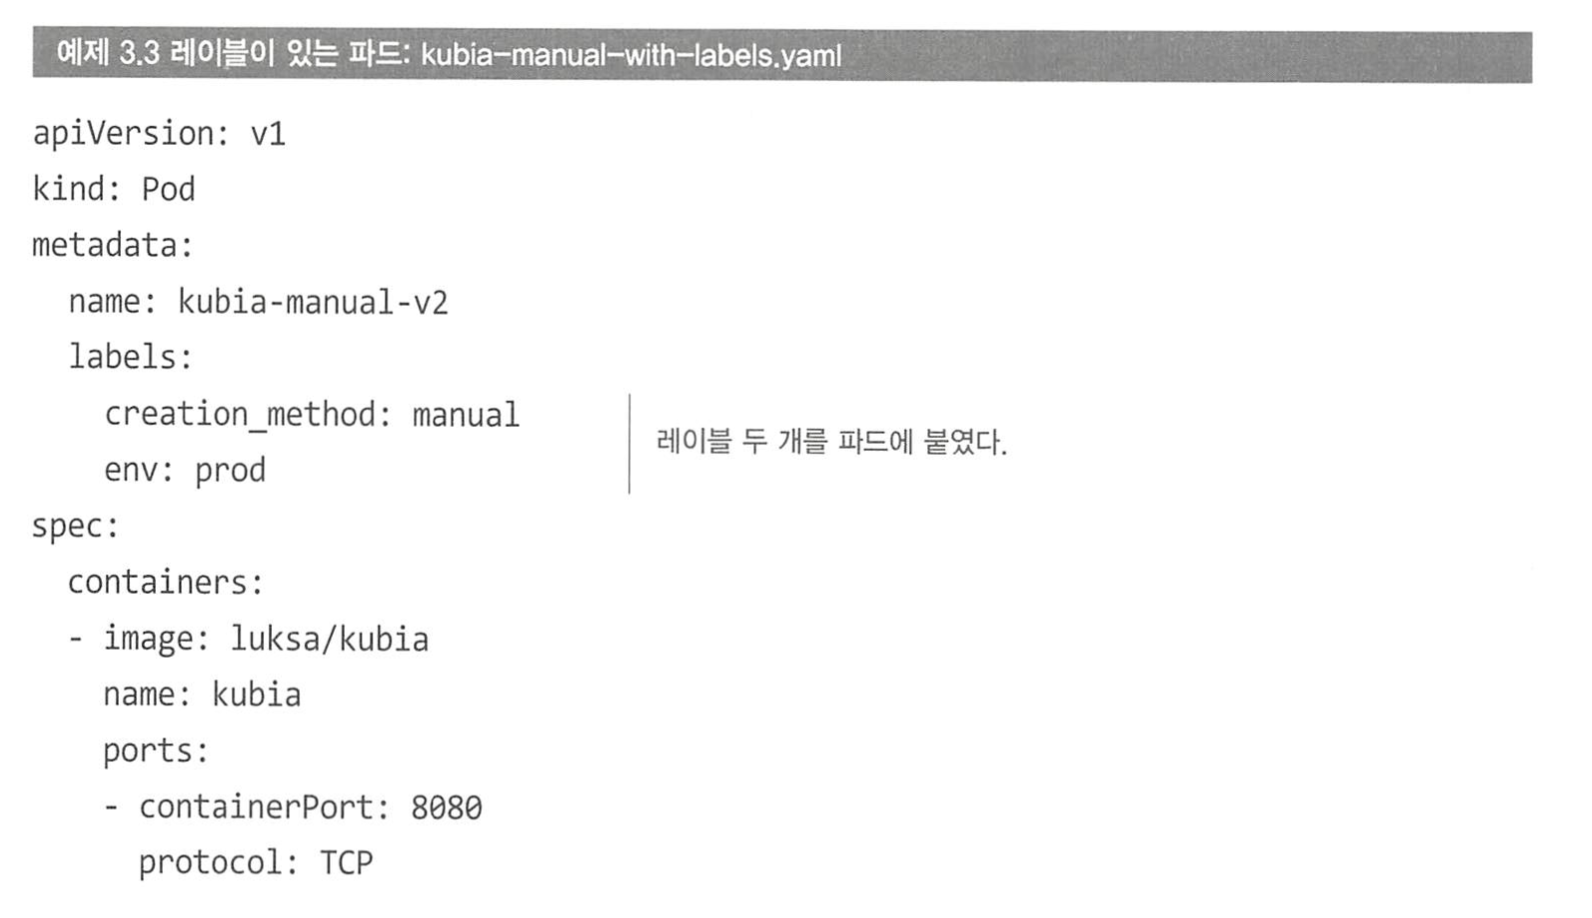 예제 3.3 레이블이 있는 파드: kubia-manual-with-labels.yaml
apiVersion: v1
kind: Pod
metadata:
  name: kubia-manual-v2
  labels:
    creation_method: manual
레이블 두 개를 파드에 붙였다.
    env: prod
spec:
  containers:
  - image: luksa/kubia
    name: kubia
    ports:
    - containerPort: 8080
      protocol: TCP